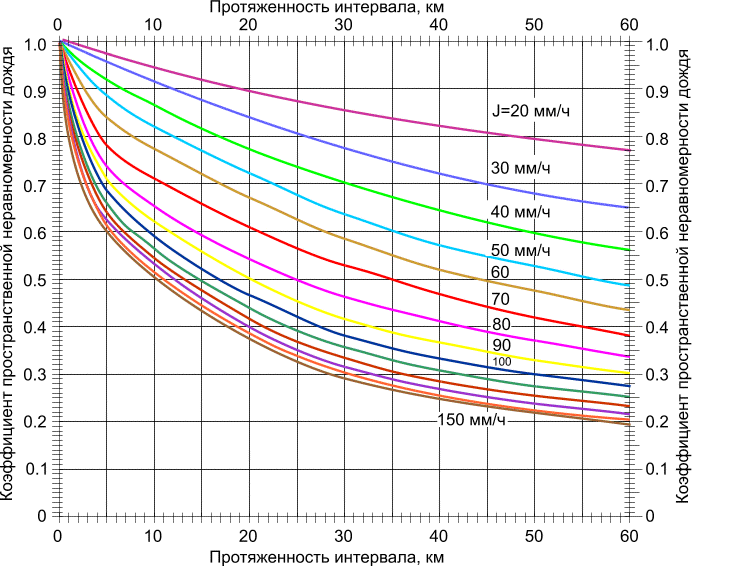 Протяженность интервала, км
0 10 20 30 40 50 60
Коэффициент пространственной неравномерности дождя
1.0 1.0
0.9 0.9
J=20 мм/ч
0.8 0.8
30 мм/ч
0.7 0.7
40 мм/ч
0.6 0.6
50 мм/ч
60
0.5 0.5
70
80
0.4 0.4
90
100
0.3 0.3
150 мм/ч
0.2 0.2
0.1 0.1
0 0
Коэффициент пространственной неравномерности дождя
0 10 20 30 40 50 60
Протяженность интервала, км